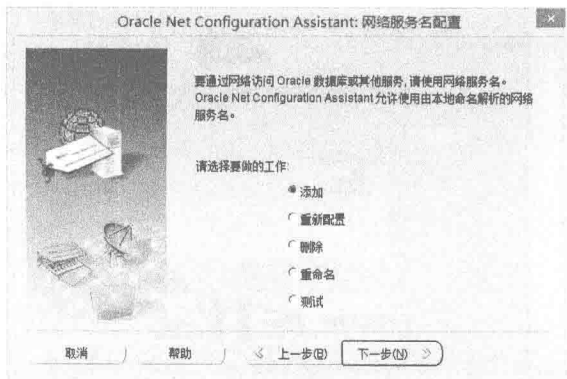 Oracle Net Configuration Assistant: 网络服务名配置
要通过网络访问 Oracle 数据库或其他服务,请使用网络服务名。
Oracle Net Configuration Assistant 允许使用由本地命名解析的网络
服务名。
请选择要做的工作:
添加
重新配置
删除
重命名
测试
取消
帮助
上一步(B)
下一步(N)